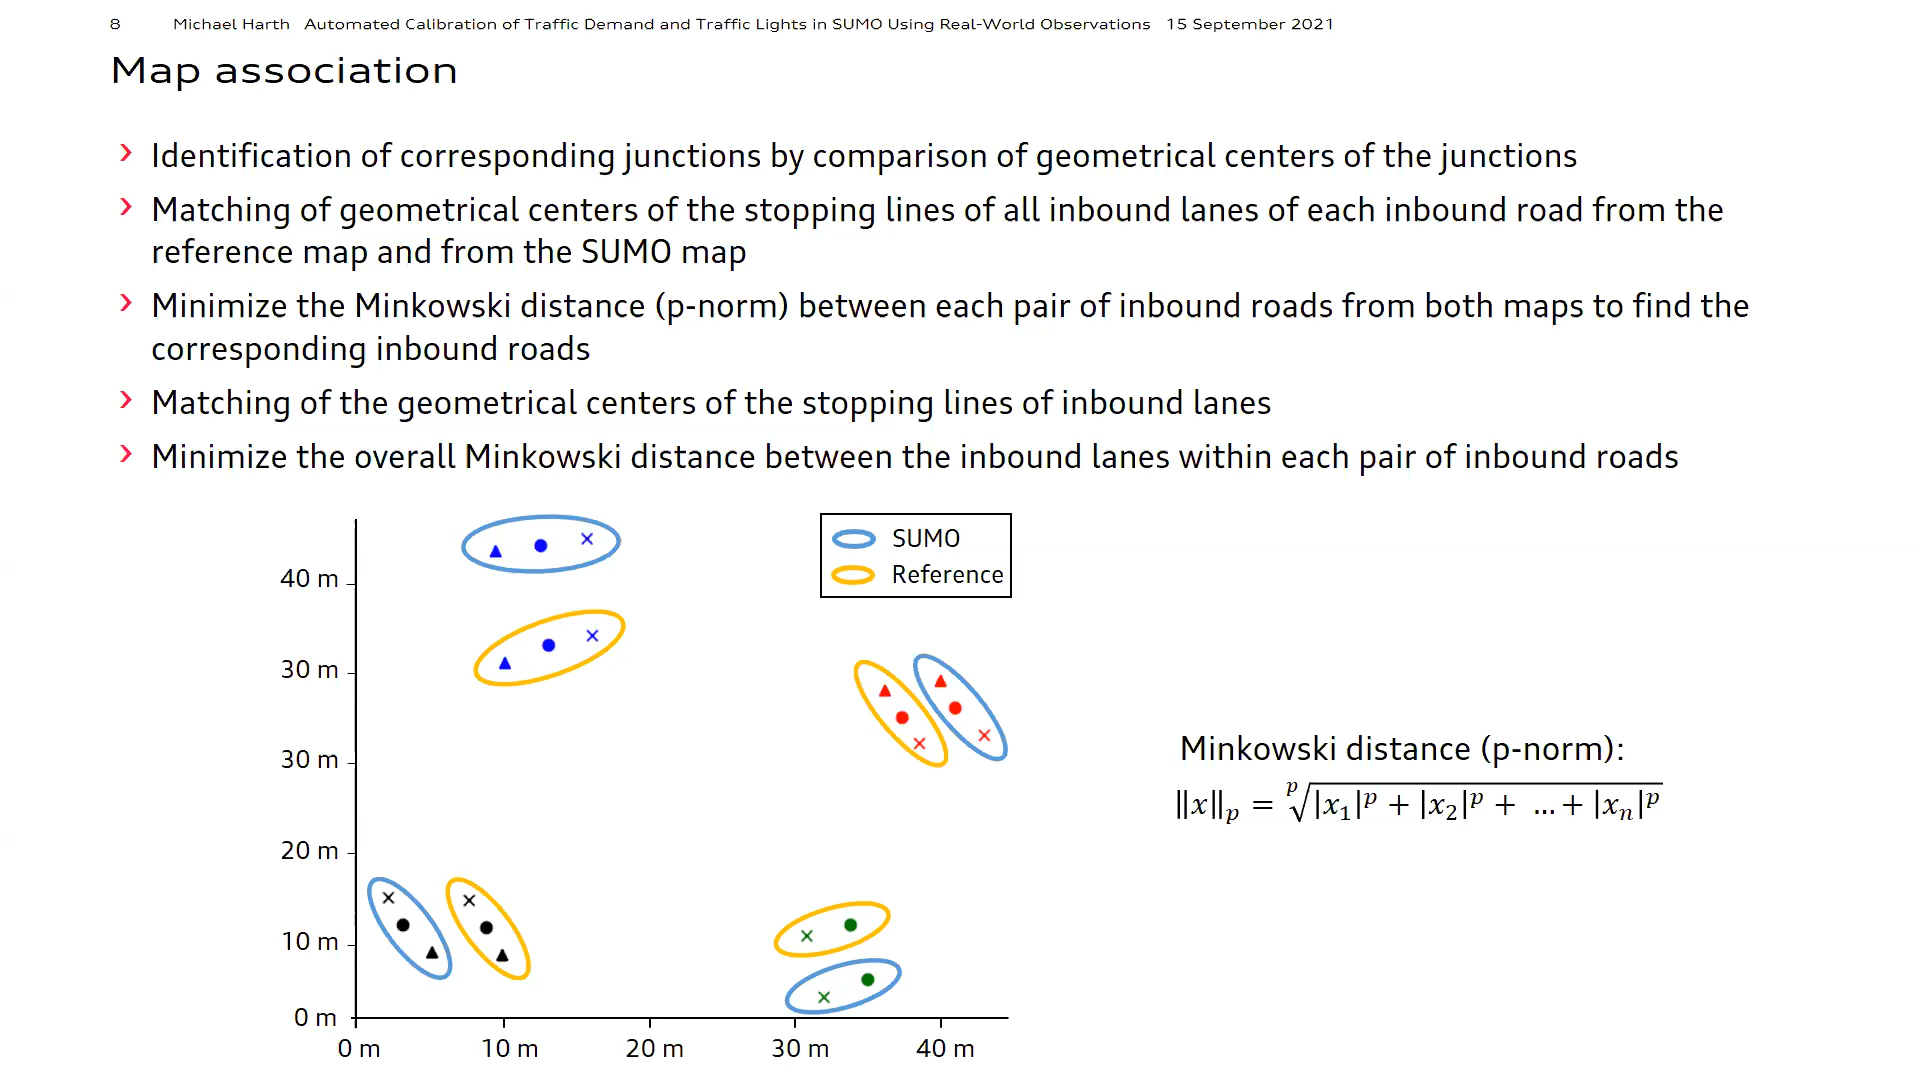 8 Michael Harth Automated Calibration of Traffic Demand and Traffic Lights in SUMO Using Real-World Observations 15 September 2021
Map association
› Identification of corresponding junctions by comparison of geometrical centers of the junctions
› Matching of geometrical centers of the stopping lines of all inbound lanes of each inbound road from the
reference map and from the SUMO map
› Minimize the Minkowski distance (p-norm) between each pair of inbound roads from both maps to find the
corresponding inbound roads
› Matching of the geometrical centers of the stopping lines of inbound lanes
› Minimize the overall Minkowski distance between the inbound lanes within each pair of inbound roads
SUMO
Reference
40 m
30 m
30 m
20 m
10 m
0 m
0 m 10 m 20 m 30 m 40 m
Minkowski distance (p-norm):
‖x‖ₚ = ᵖ√|x₁|ᵖ + |x₂|ᵖ + … + |xₙ|ᵖ